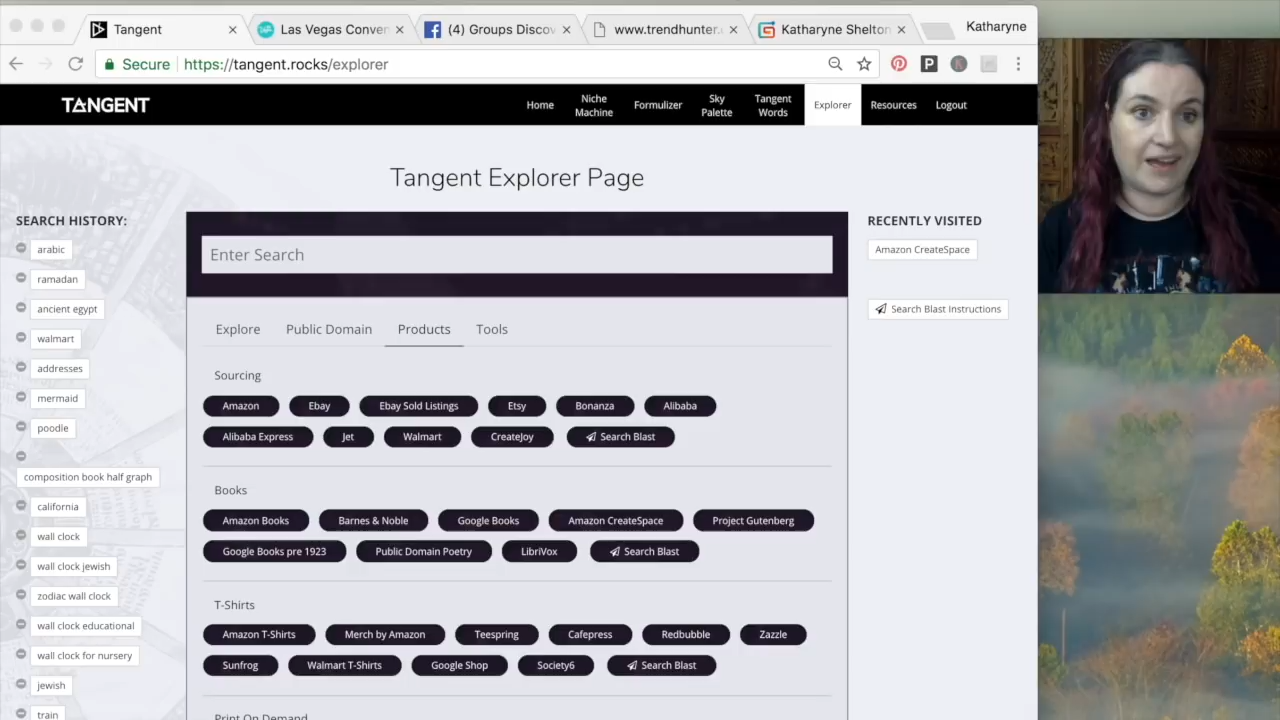 Tangent
Las Vegas Conven
(4) Groups Discov
www.trendhunter.
Katharyne Shelton
Katharyne
Secure
https://tangent.rocks/explorer
TANGENT
Home
Niche
Machine
Formulizer
Sky
Palette
Tangent
Words
Explorer
Resources
Logout
Tangent Explorer Page
SEARCH HISTORY:
arabic
ramadan
ancient egypt
walmart
addresses
mermaid
poodle
composition book half graph
california
wall clock
wall clock jewish
zodiac wall clock
wall clock educational
wall clock for nursery
jewish
train
Enter Search
Explore Public Domain Products Tools
Sourcing
Amazon Ebay Ebay Sold Listings Etsy Bonanza Alibaba
Alibaba Express Jet Walmart CreateJoy Search Blast
Books
Amazon Books Barnes & Noble Google Books Amazon CreateSpace Project Gutenberg
Google Books pre 1923 Public Domain Poetry LibriVox Search Blast
T-Shirts
Amazon T-Shirts Merch by Amazon Teespring Cafepress Redbubble Zazzle
Sunfrog Walmart T-Shirts Google Shop Society6 Search Blast
Print On Demand
RECENTLY VISITED
Amazon CreateSpace
Search Blast Instructions